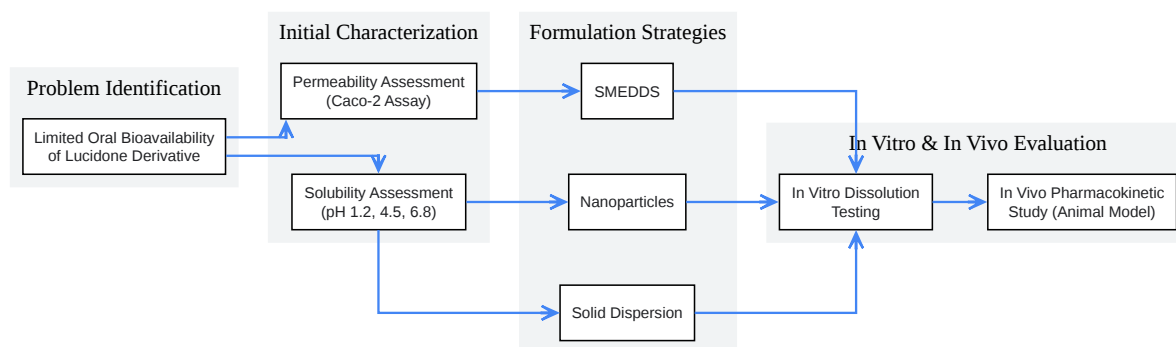 Problem Identification
Limited Oral Bioavailability
of Lucidone Derivative
Initial Characterization
Permeability Assessment
(Caco-2 Assay)
Solubility Assessment
(pH 1.2, 4.5, 6.8)
Formulation Strategies
SMEDDS
Nanoparticles
Solid Dispersion
In Vitro & In Vivo Evaluation
In Vitro Dissolution
Testing
In Vivo Pharmacokinetic
Study (Animal Model)